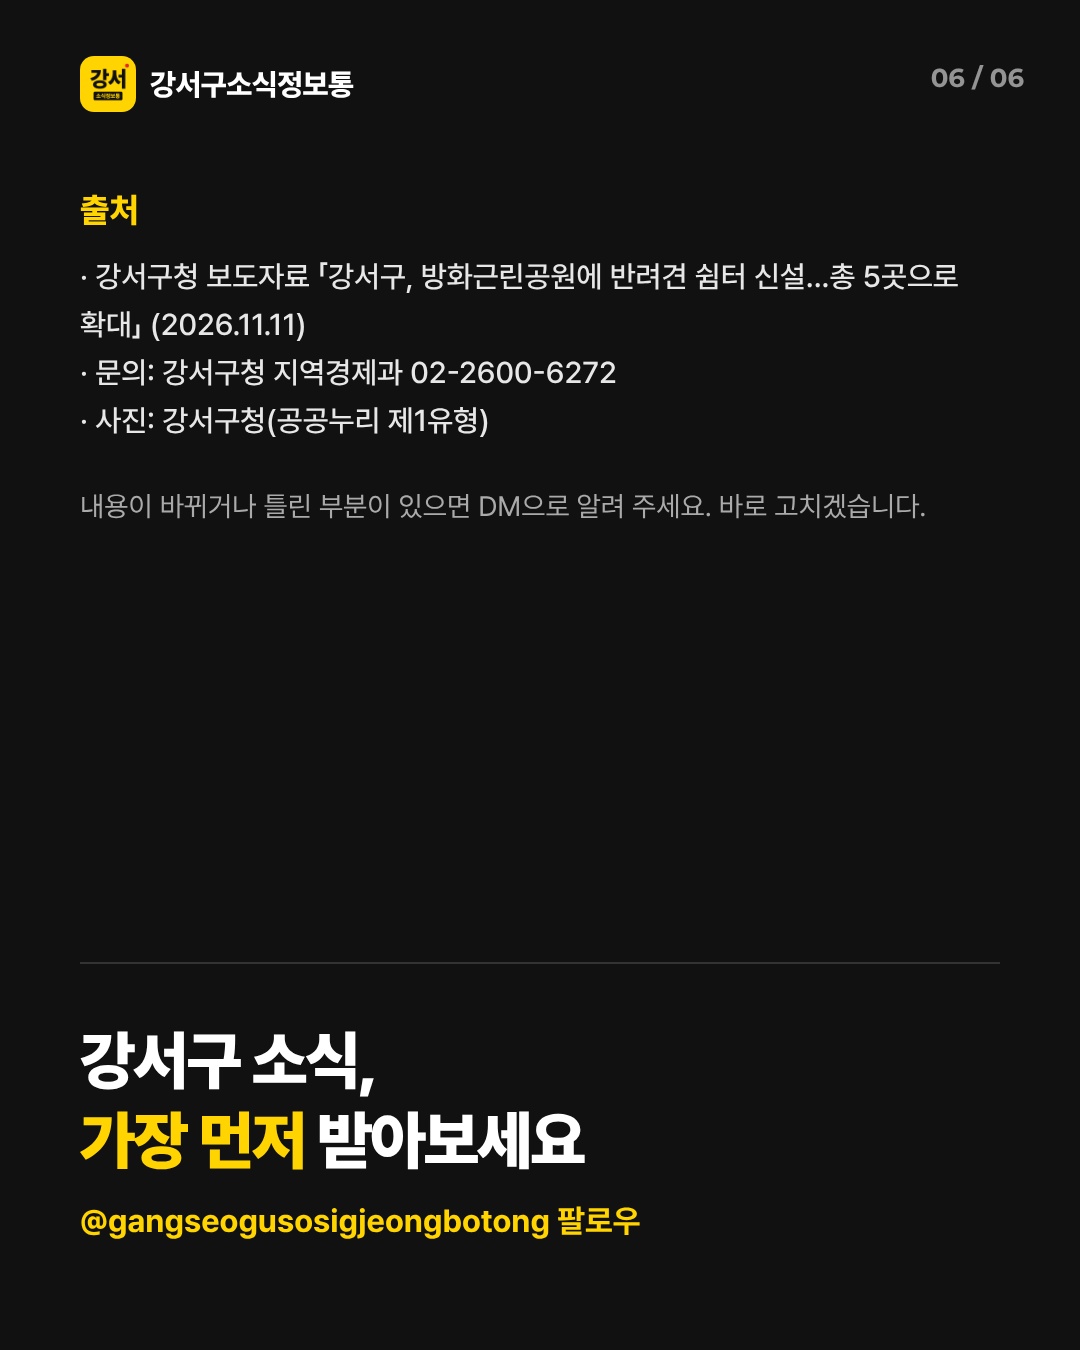 강서
소식정보통
강서구소식정보통
06 / 06
출처
· 강서구청 보도자료 「강서구, 방화근린공원에 반려견 쉼터 신설...총 5곳으로
확대」 (2026.11.11)
· 문의: 강서구청 지역경제과 02-2600-6272
· 사진: 강서구청(공공누리 제1유형)
내용이 바뀌거나 틀린 부분이 있으면 DM으로 알려 주세요. 바로 고치겠습니다.
강서구 소식,
가장 먼저 받아보세요
@gangseogusosigjeongbotong 팔로우